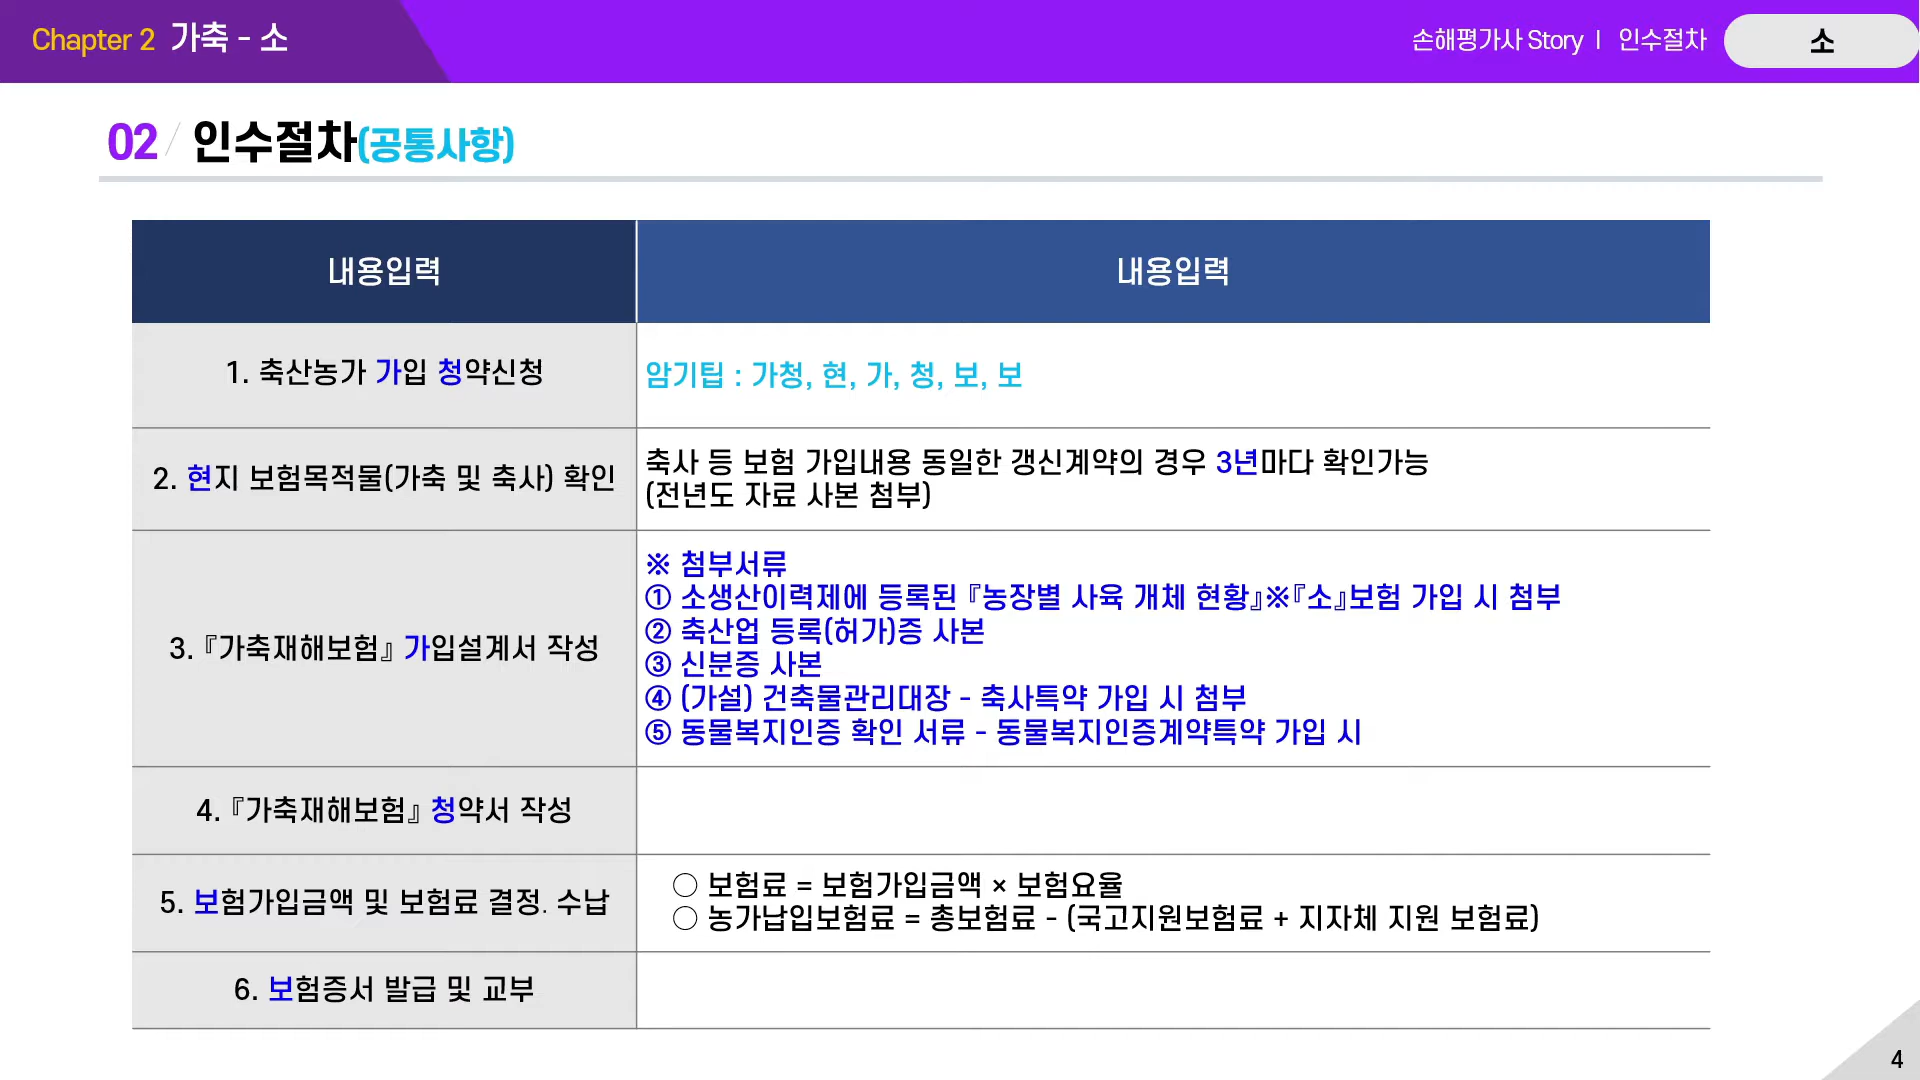 Chapter 2 가축 - 소
손해평가사 Story ㅣ 인수절차
소
02 / 인수절차(공통사항)
내용입력
내용입력
1. 축산농가 가입 청약신청
암기팁 : 가청, 현, 가, 청, 보, 보
2. 현지 보험목적물(가축 및 축사) 확인
축사 등 보험 가입내용 동일한 갱신계약의 경우 3년마다 확인가능
(전년도 자료 사본 첨부)
3.『가축재해보험』가입설계서 작성
※ 첨부서류
① 소생산이력제에 등록된『농장별 사육 개체 현황』※『소』보험 가입 시 첨부
② 축산업 등록(허가)증 사본
③ 신분증 사본
④ (가설) 건축물관리대장 - 축사특약 가입 시 첨부
⑤ 동물복지인증 확인 서류 - 동물복지인증계약특약 가입 시
4.『가축재해보험』청약서 작성
5. 보험가입금액 및 보험료 결정. 수납
○ 보험료 = 보험가입금액 × 보험요율
○ 농가납입보험료 = 총보험료 - (국고지원보험료 + 지자체 지원 보험료)
6. 보험증서 발급 및 교부
4